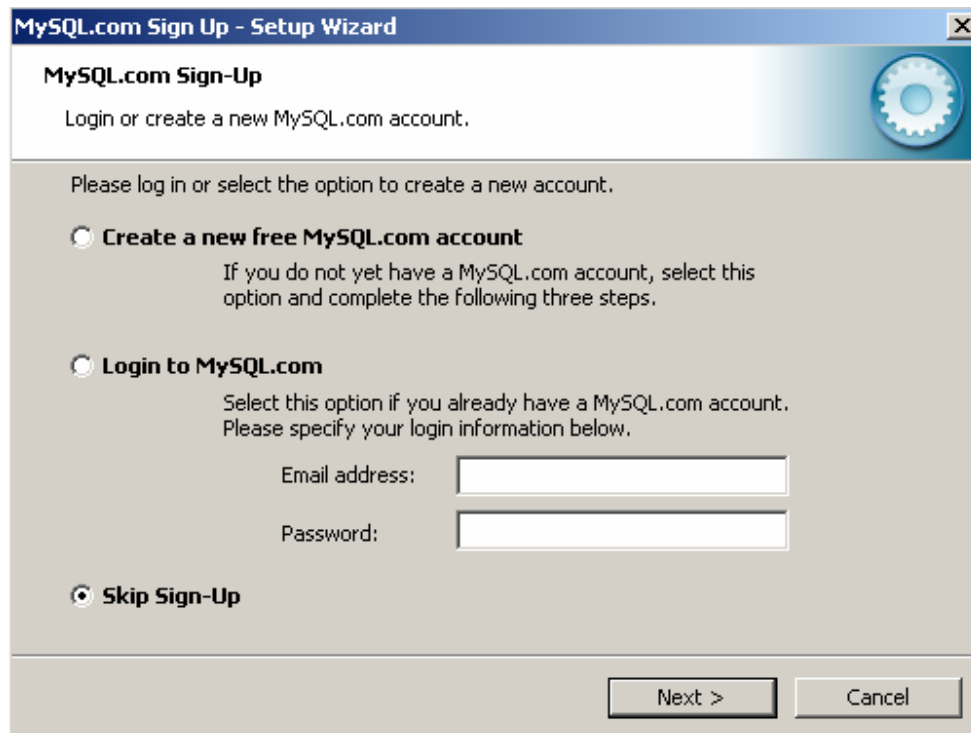 MySQL.com Sign Up - Setup Wizard
MySQL.com Sign-Up
Login or create a new MySQL.com account.
Please log in or select the option to create a new account.
Create a new free MySQL.com account
If you do not yet have a MySQL.com account, select this
option and complete the following three steps.
Login to MySQL.com
Select this option if you already have a MySQL.com account.
Please specify your login information below.
Email address:
Password:
Skip Sign-Up
Next > Cancel